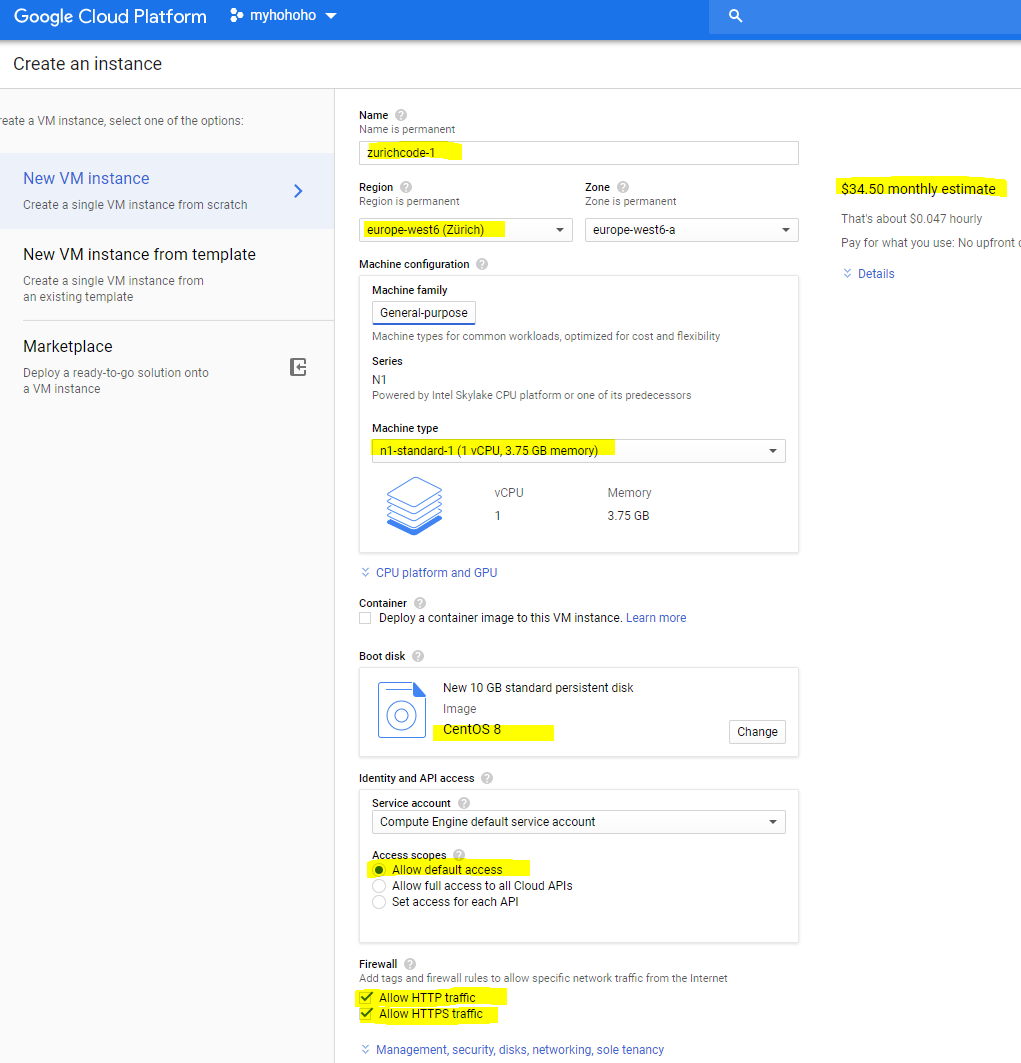 Google Cloud Platform
myhohoho
Create an instance
reate a VM instance, select one of the options:
New VM instance
Create a single VM instance from scratch
New VM instance from template
Create a single VM instance from
an existing template
Marketplace
Deploy a ready-to-go solution onto
a VM instance
Name
Name is permanent
zurichcode-1
Region
Region is permanent
europe-west6 (Zürich)
Zone
Zone is permanent
europe-west6-a
Machine configuration
Machine family
General-purpose
Machine types for common workloads, optimized for cost and flexibility
Series
N1
Powered by Intel Skylake CPU platform or one of its predecessors
Machine type
n1-standard-1 (1 vCPU, 3.75 GB memory)
vCPU
1
Memory
3.75 GB
CPU platform and GPU
Container
Deploy a container image to this VM instance. Learn more
Boot disk
New 10 GB standard persistent disk
Image
CentOS 8
Change
Identity and API access
Service account
Compute Engine default service account
Access scopes
Allow default access
Allow full access to all Cloud APIs
Set access for each API
Firewall
Add tags and firewall rules to allow specific network traffic from the Internet
Allow HTTP traffic
Allow HTTPS traffic
Management, security, disks, networking, sole tenancy
$34.50 monthly estimate
That's about $0.047 hourly
Pay for what you use: No upfront
Details